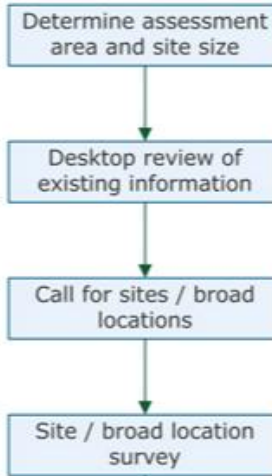 Determine assessment
area and site size
Desktop review of
existing information
Call for sites / broad
locations
Site / broad location
survey